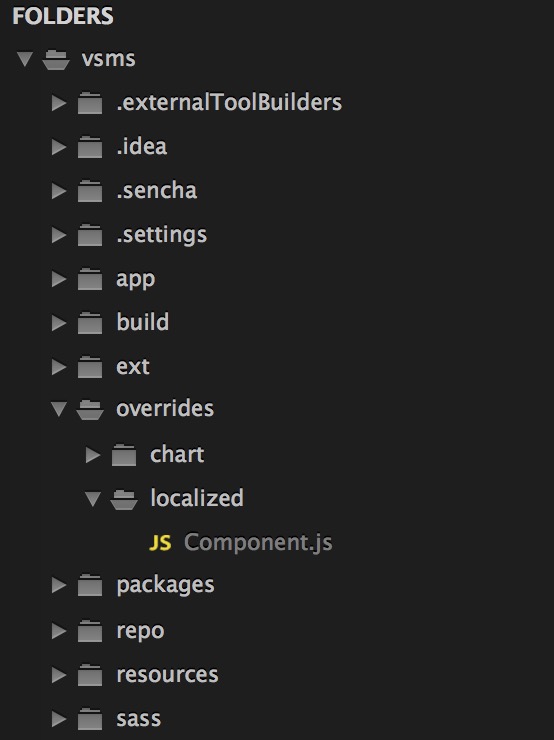 FOLDERS
vsms
.externalToolBuilders
.idea
.sencha
.settings
app
build
ext
overrides
chart
localized
JS Component.js
packages
repo
resources
sass